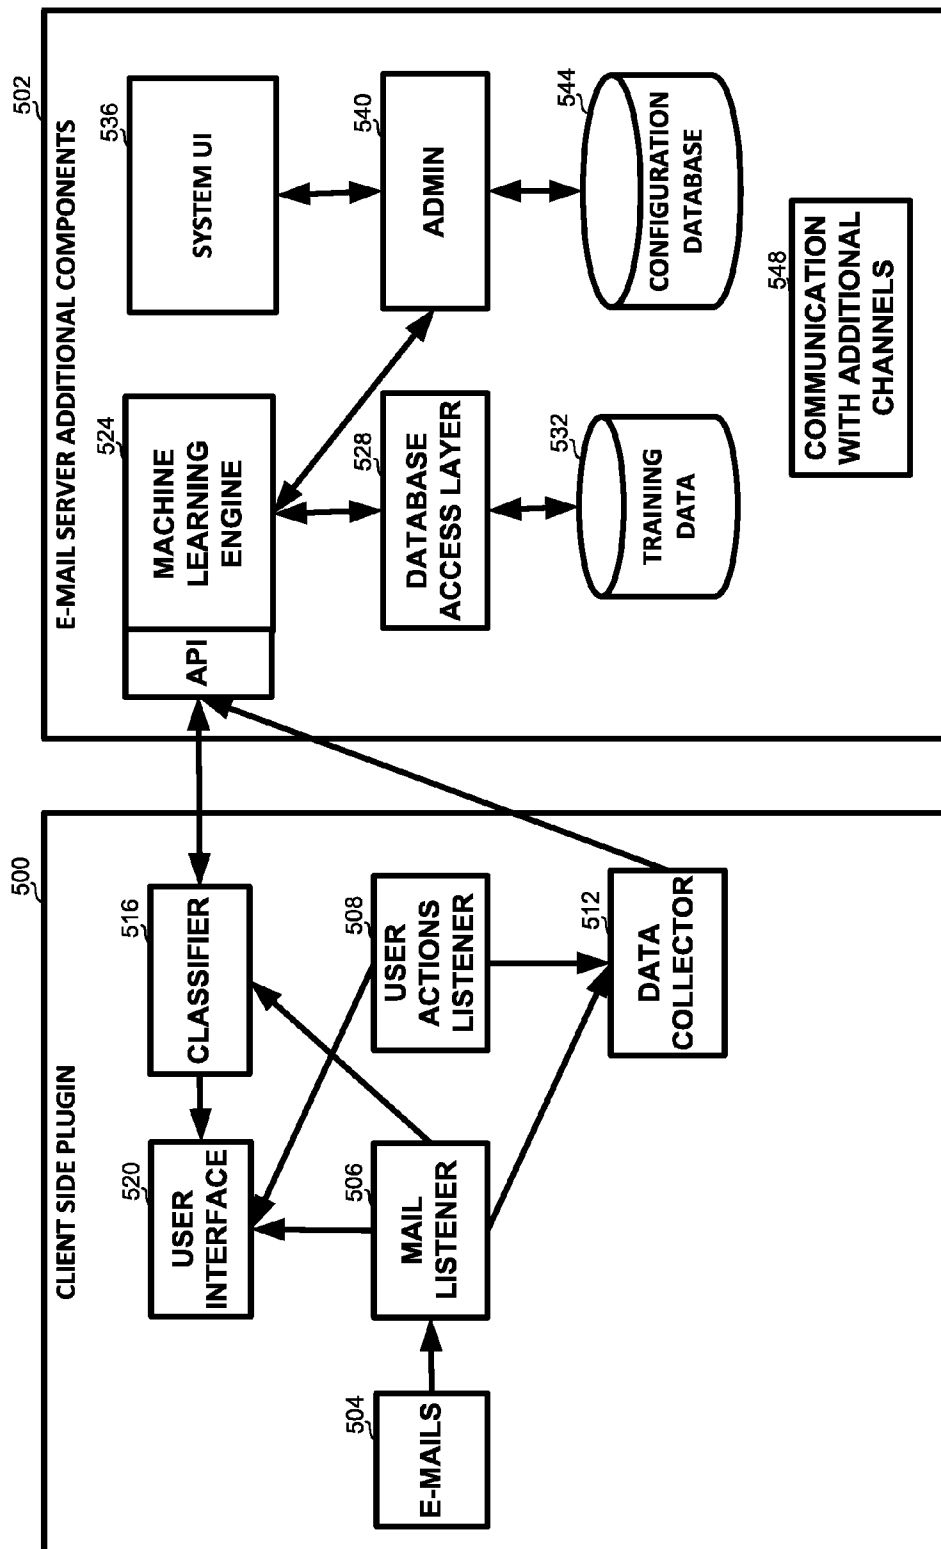 500
CLIENT SIDE PLUGIN
520
USER
INTERFACE
516
CLASSIFIER
504
E-MAILS
506
MAIL
LISTENER
508
USER
ACTIONS
LISTENER
512
DATA
COLLECTOR
502
E-MAIL SERVER ADDITIONAL COMPONENTS
API
524
MACHINE
LEARNING
ENGINE
536
SYSTEM UI
528
DATABASE
ACCESS LAYER
540
ADMIN
532
TRAINING
DATA
544
CONFIGURATION
DATABASE
548
COMMUNICATION
WITH ADDITIONAL
CHANNELS